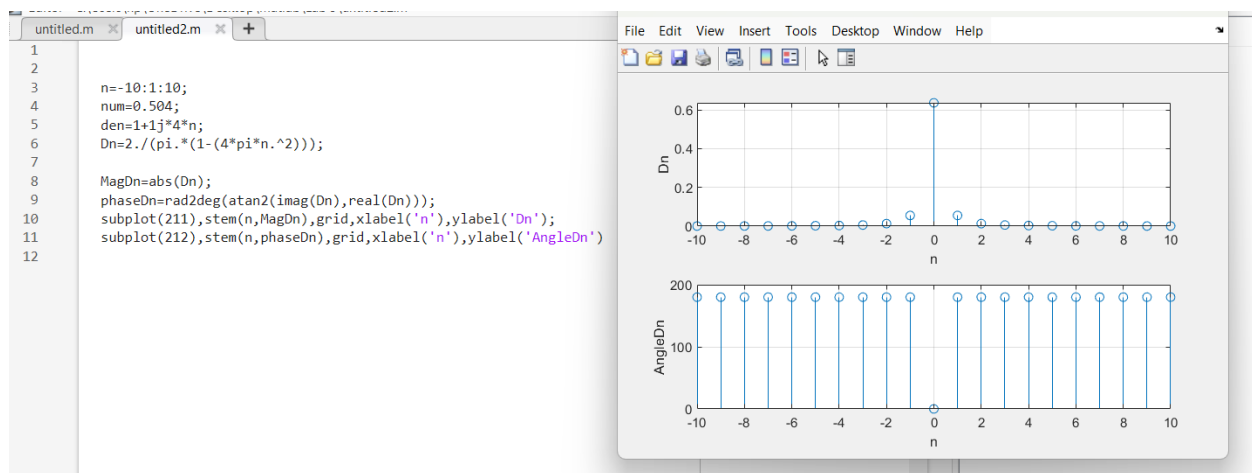 untitled.m × untitled2.m × +
File Edit View Insert Tools Desktop Window Help
1
2
3 n=-10:1:10;
4 num=0.504;
5 den=1+1j*4*n;
6 Dn=2./(pi.*(1-(4*pi*n.^2)));
7
8 MagDn=abs(Dn);
9 phaseDn=rad2deg(atan2(imag(Dn),real(Dn)));
10 subplot(211),stem(n,MagDn),grid,xlabel('n'),ylabel('Dn');
11 subplot(212),stem(n,phaseDn),grid,xlabel('n'),ylabel('AngleDn')
12
0.6
0.4
0.2
0
Dn
-10 -8 -6 -4 -2 0 2 4 6 8 10
n
200
100
0
AngleDn
-10 -8 -6 -4 -2 0 2 4 6 8 10
n